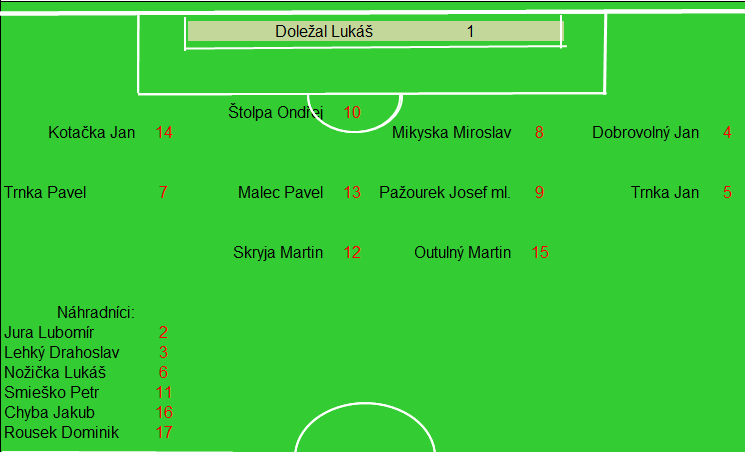 Doležal Lukáš 1
Štolpa Ondřej 10
Kotačka Jan 14 Mikyska Miroslav 8 Dobrovolný Jan 4
Trnka Pavel 7 Malec Pavel 13 Pažourek Josef ml. 9 Trnka Jan 5
Skryja Martin 12 Outulný Martin 15
Náhradníci:
Jura Lubomír 2
Lehký Drahoslav 3
Nožička Lukáš 6
Smieško Petr 11
Chyba Jakub 16
Rousek Dominik 17